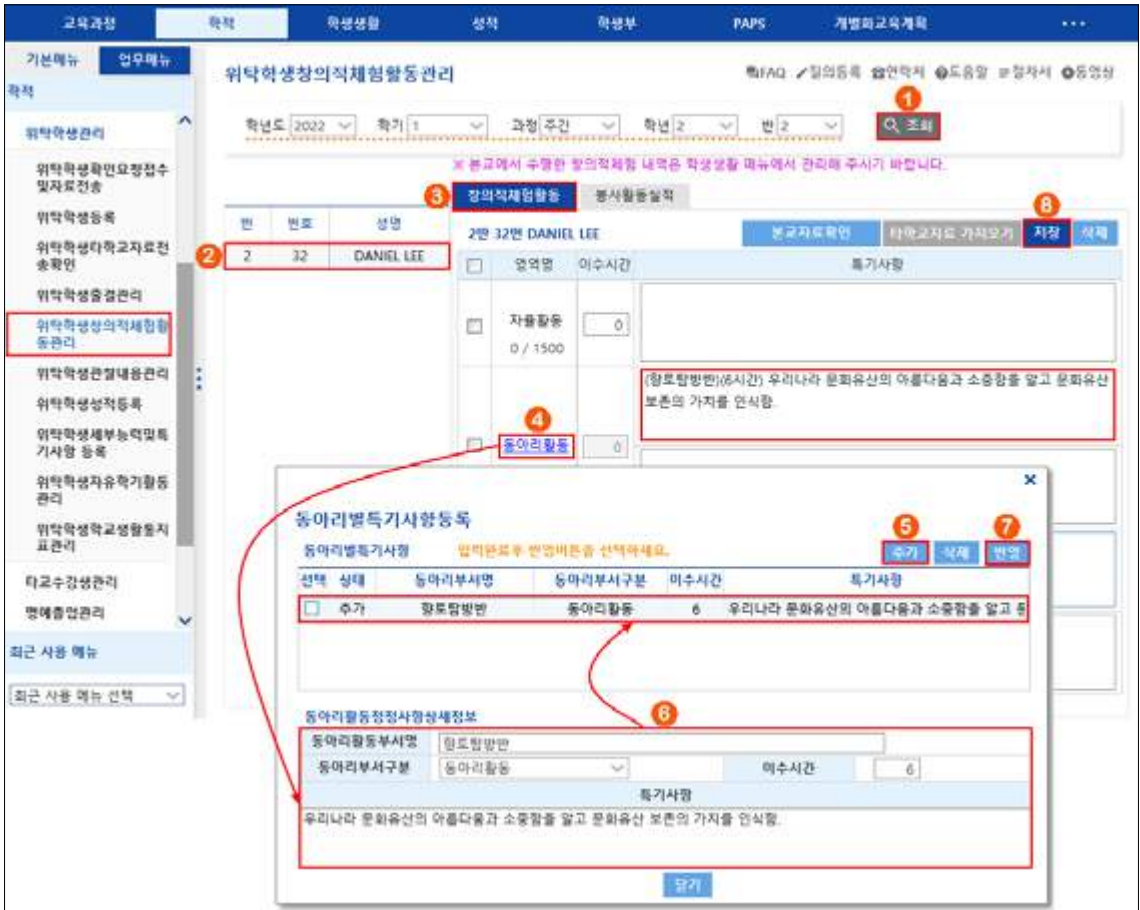 교육과정 학적 학생생활 성적 학생부 PAPS 개별화교육계획 •••
기본메뉴 업무메뉴
학적
위탁학생관리
위탁학생확인요청접수
및자료전송
위탁학생등록
위탁학생타학교자료전
송확인
위탁학생출결관리
위탁학생창의적체험활
동관리
위탁학생관찰내용관리
위탁학생성적등록
위탁학생세부능력및특
기사항 등록
위탁학생자유학기활동
관리
위탁학생학교생활통지
표관리
타교수강생관리
명예졸업관리
최근 사용 메뉴
최근 사용 메뉴 선택
위탁학생창의적체험활동관리
FAQ 질의등록 연락처 도움말 점자서 동영상
1
학년도 2022 학기 1 과정 주간 학년 2 반 2 조회
※ 본교에서 수행한 창의적체험 내역은 학생생활 메뉴에서 관리해 주시기 바랍니다.
3 창의적체험활동 봉사활동실적
8
반 번호 성명
2 2 32 DANIEL LEE
2반 32번 DANIEL LEE 본교자료확인 타학교자료 가져오기 저장 삭제
영역명 이수시간 특기사항
자율활동 0
0 / 1500
(향토탐방반)(6시간) 우리나라 문화유산의 아름다움과 소중함을 알고 문화유산
보존의 가치를 인식함.
4
동아리활동 0
×
동아리별특기사항등록
5 7
동아리별특기사항 입력완료후 반영버튼을 선택하세요. 추가 삭제 반영
선택 상태 동아리부서명 동아리부서구분 이수시간 특기사항
추가 향토탐방반 동아리활동 6 우리나라 문화유산의 아름다움과 소중함을 알고 문
동아리활동정정사항상세정보 6
동아리활동부서명 향토탐방반
동아리부서구분 동아리활동 이수시간 6
특기사항
우리나라 문화유산의 아름다움과 소중함을 알고 문화유산 보존의 가치를 인식함.
닫기